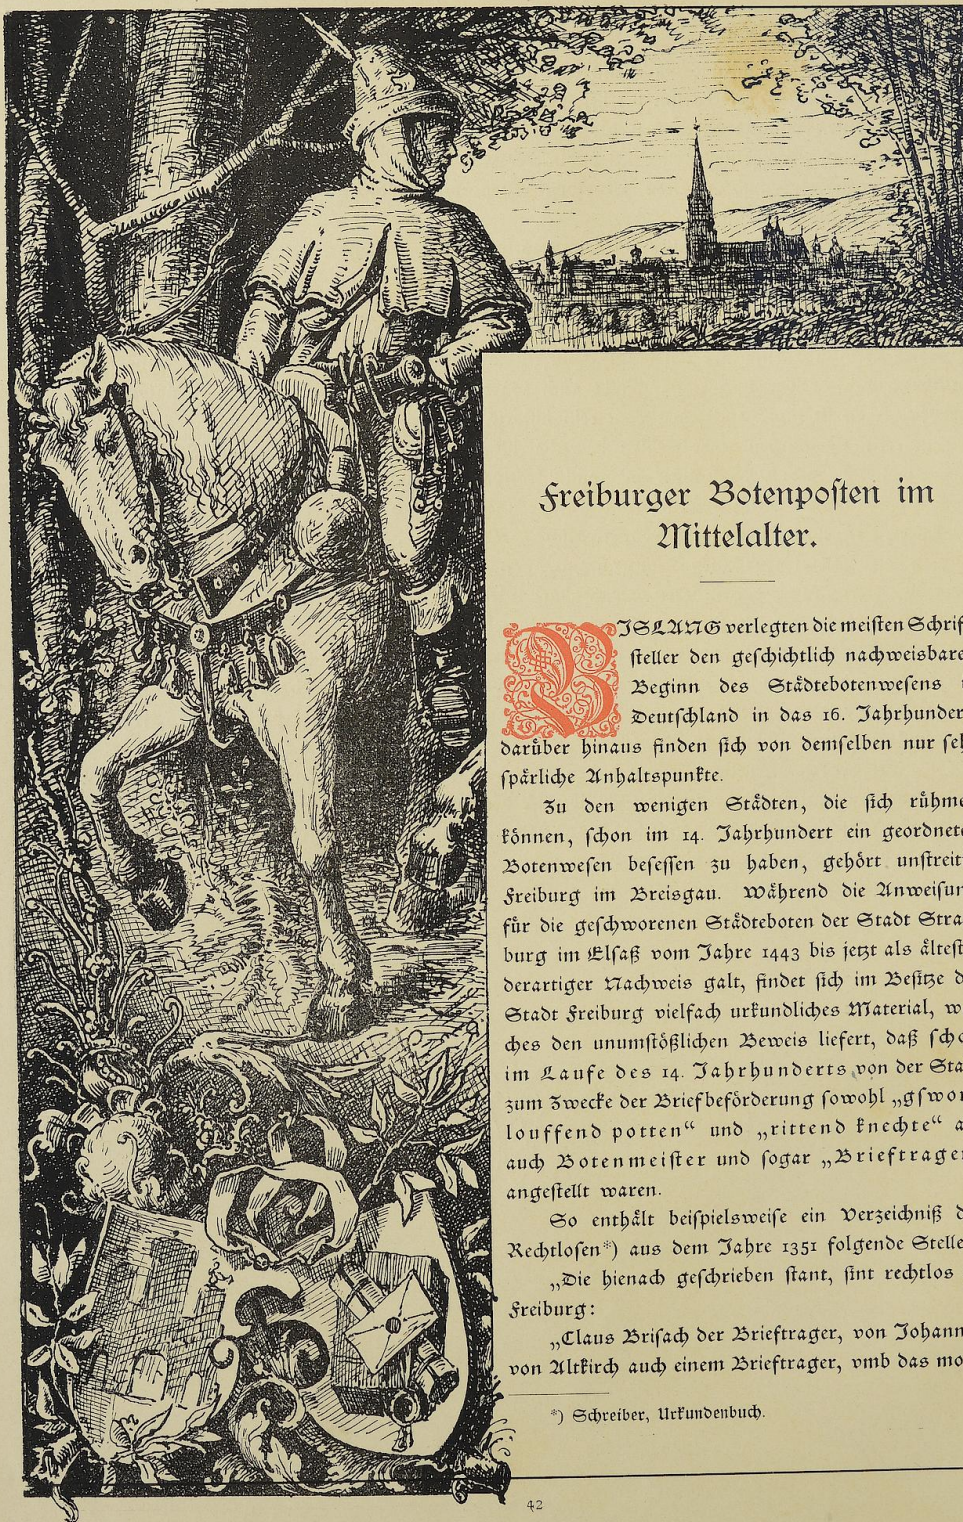 Freiburger Botenposten im
Mittelalter.
BISLANG verlegten die meisten Schrif
steller den geschichtlich nachweisbare
Beginn des Städtebotenwesens
Deutschland in das 16. Jahrhunder
darüber hinaus finden sich von demselben nur seh
spärliche Anhaltspunkte.
Zu den wenigen Städten, die sich rühme
können, schon im 14. Jahrhundert ein geordnete
Botenwesen besessen zu haben, gehört unstreit
Freiburg im Breisgau. Während die Anweisun
für die geschworenen Städteboten der Stadt Stra
burg im Elsaß vom Jahre 1443 bis jetzt als ältest
derartiger Nachweis galt, findet sich im Besitze d
Stadt Freiburg vielfach urkundliches Material, w
ches den unumstößlichen Beweis liefert, daß scho
im Laufe des 14. Jahrhunderts von der Sta
zum Zwecke der Briefbeförderung sowohl „gswor
louffend potten“ und „rittend knechte“ a
auch Botenmeister und sogar „Brieftrager
angestellt waren.
So enthält beispielsweise ein Verzeichniß d
Rechtlosen*) aus dem Jahre 1351 folgende Stelle
„Die hienach geschrieben stant, sint rechtlos
Freiburg:
„Claus Brisach der Brieftrager, von Johann
von Altkirch auch einem Brieftrager, vmb das mo
*) Schreiber, Urkundenbuch.
42